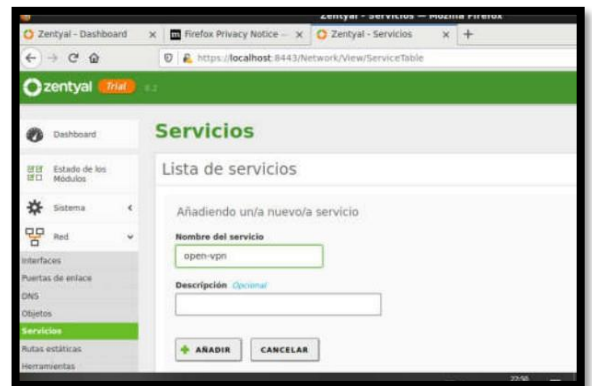 Zentyal - Servicios — Mozilla Firefox
Zentyal - Dashboard
Firefox Privacy Notice —
Zentyal - Servicios
https://localhost:8443/Network/View/ServiceTable
zentyal Trial
Dashboard
Servicios
Estado de los
Módulos
Lista de servicios
Sistema
Añadiendo un/a nuevo/a servicio
Red
Nombre del servicio
open-vpn
Interfaces
Puertas de enlace
Descripción Opcional
DNS
Objetos
Servicios
Rutas estáticas
AÑADIR
CANCELAR
Herramientas
22:50